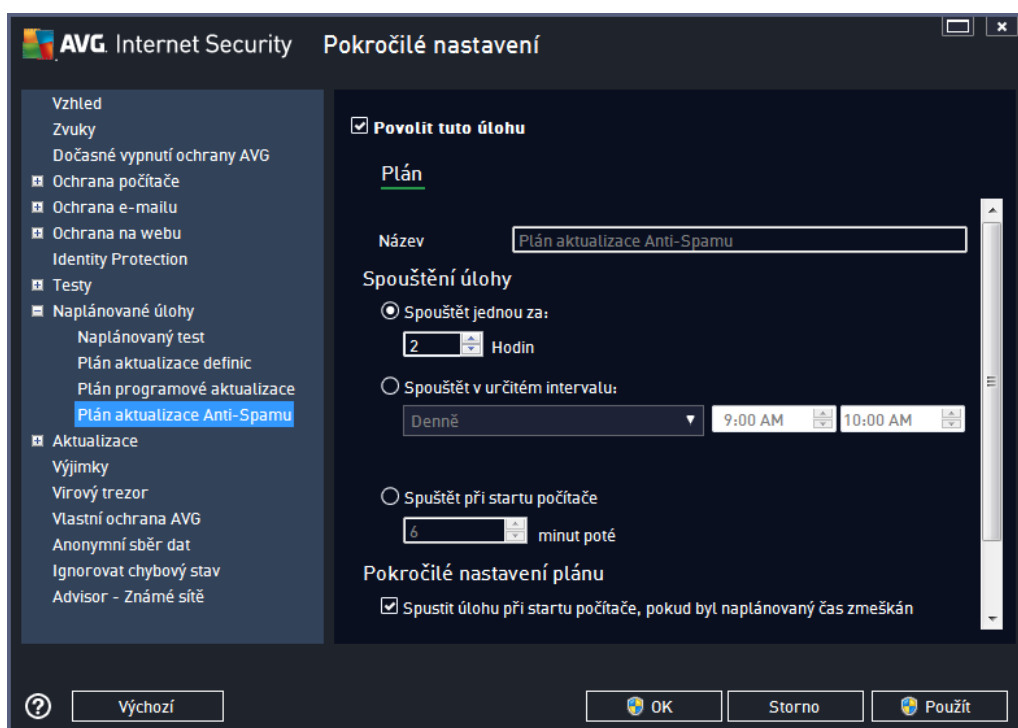 AVG. Internet Security Pokročilé nastavení
Vzhled
Zvuky
Dočasné vypnutí ochrany AVG
Ochrana počítače
Ochrana e-mailu
Ochrana na webu
Identity Protection
Testy
Naplánované úlohy
Naplánovaný test
Plán aktualizace definic
Plán programové aktualizace
Plán aktualizace Anti-Spamu
Aktualizace
Výjimky
Virový trezor
Vlastní ochrana AVG
Anonymní sběr dat
Ignorovat chybový stav
Advisor - Známé sítě
Povolit tuto úlohu
Plán
Název Plán aktualizace Anti-Spamu
Spouštění úlohy
Spouštět jednou za:
2 Hodin
Spouštět v určitém intervalu:
Denně 9:00 AM 10:00 AM
Spuštět při startu počítače
6 minut poté
Pokročilé nastavení plánu
Spustit úlohu při startu počítače, pokud byl naplánovaný čas zmeškán
? Výchozí OK Storno Použít